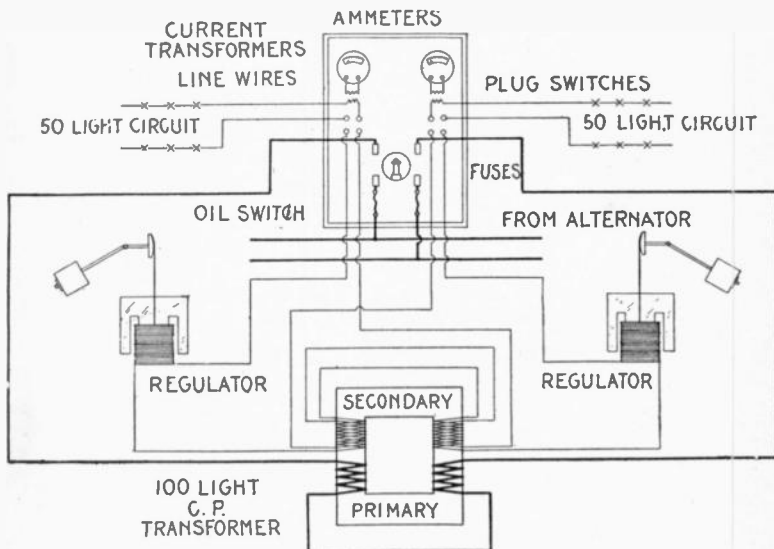 AMMETERS
CURRENT
TRANSFORMERS
LINE WIRES
PLUG SWITCHES
50 LIGHT CIRCUIT
50 LIGHT CIRCUIT
FUSES
OIL SWITCH
FROM ALTERNATOR
REGULATOR
REGULATOR
SECONDARY
100 LIGHT
C. P.
TRANSFORMER
PRIMARY